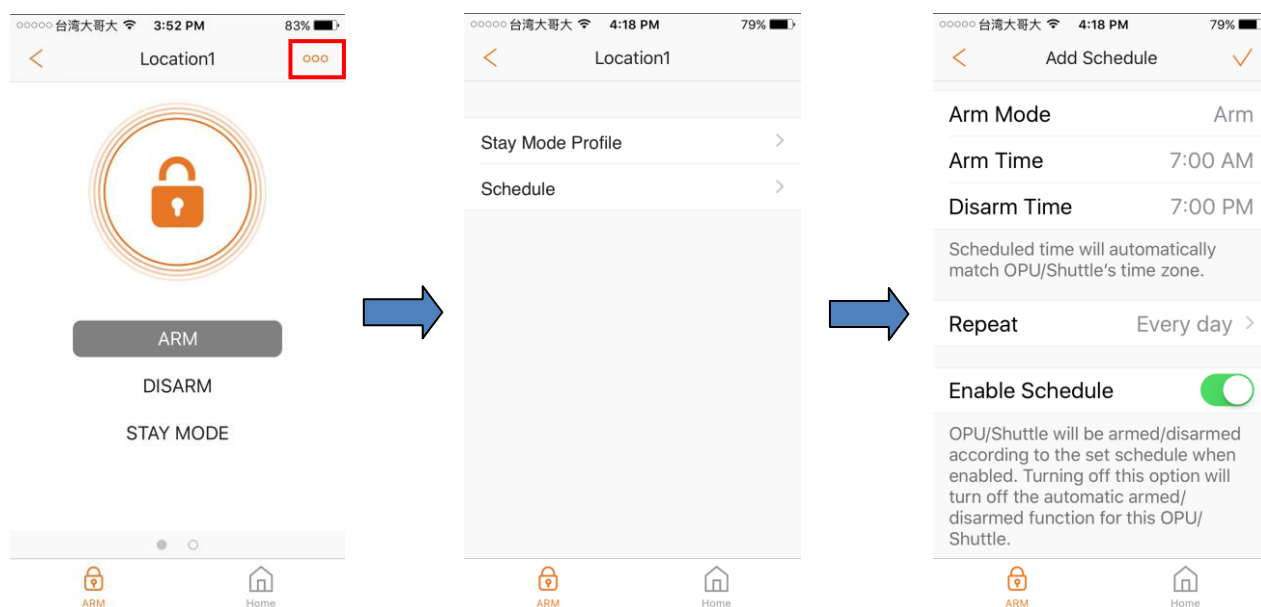 台湾大哥大 3:52 PM 83%
Location1
ARM
DISARM
STAY MODE
ARM Home
台湾大哥大 4:18 PM 79%
Location1
Stay Mode Profile
Schedule
ARM Home
台湾大哥大 4:18 PM 79%
Add Schedule
Arm Mode Arm
Arm Time 7:00 AM
Disarm Time 7:00 PM
Scheduled time will automatically
match OPU/Shuttle's time zone.
Repeat Every day
Enable Schedule
OPU/Shuttle will be armed/disarmed
according to the set schedule when
enabled. Turning off this option will
turn off the automatic armed/
disarmed function for this OPU/
Shuttle.
ARM Home